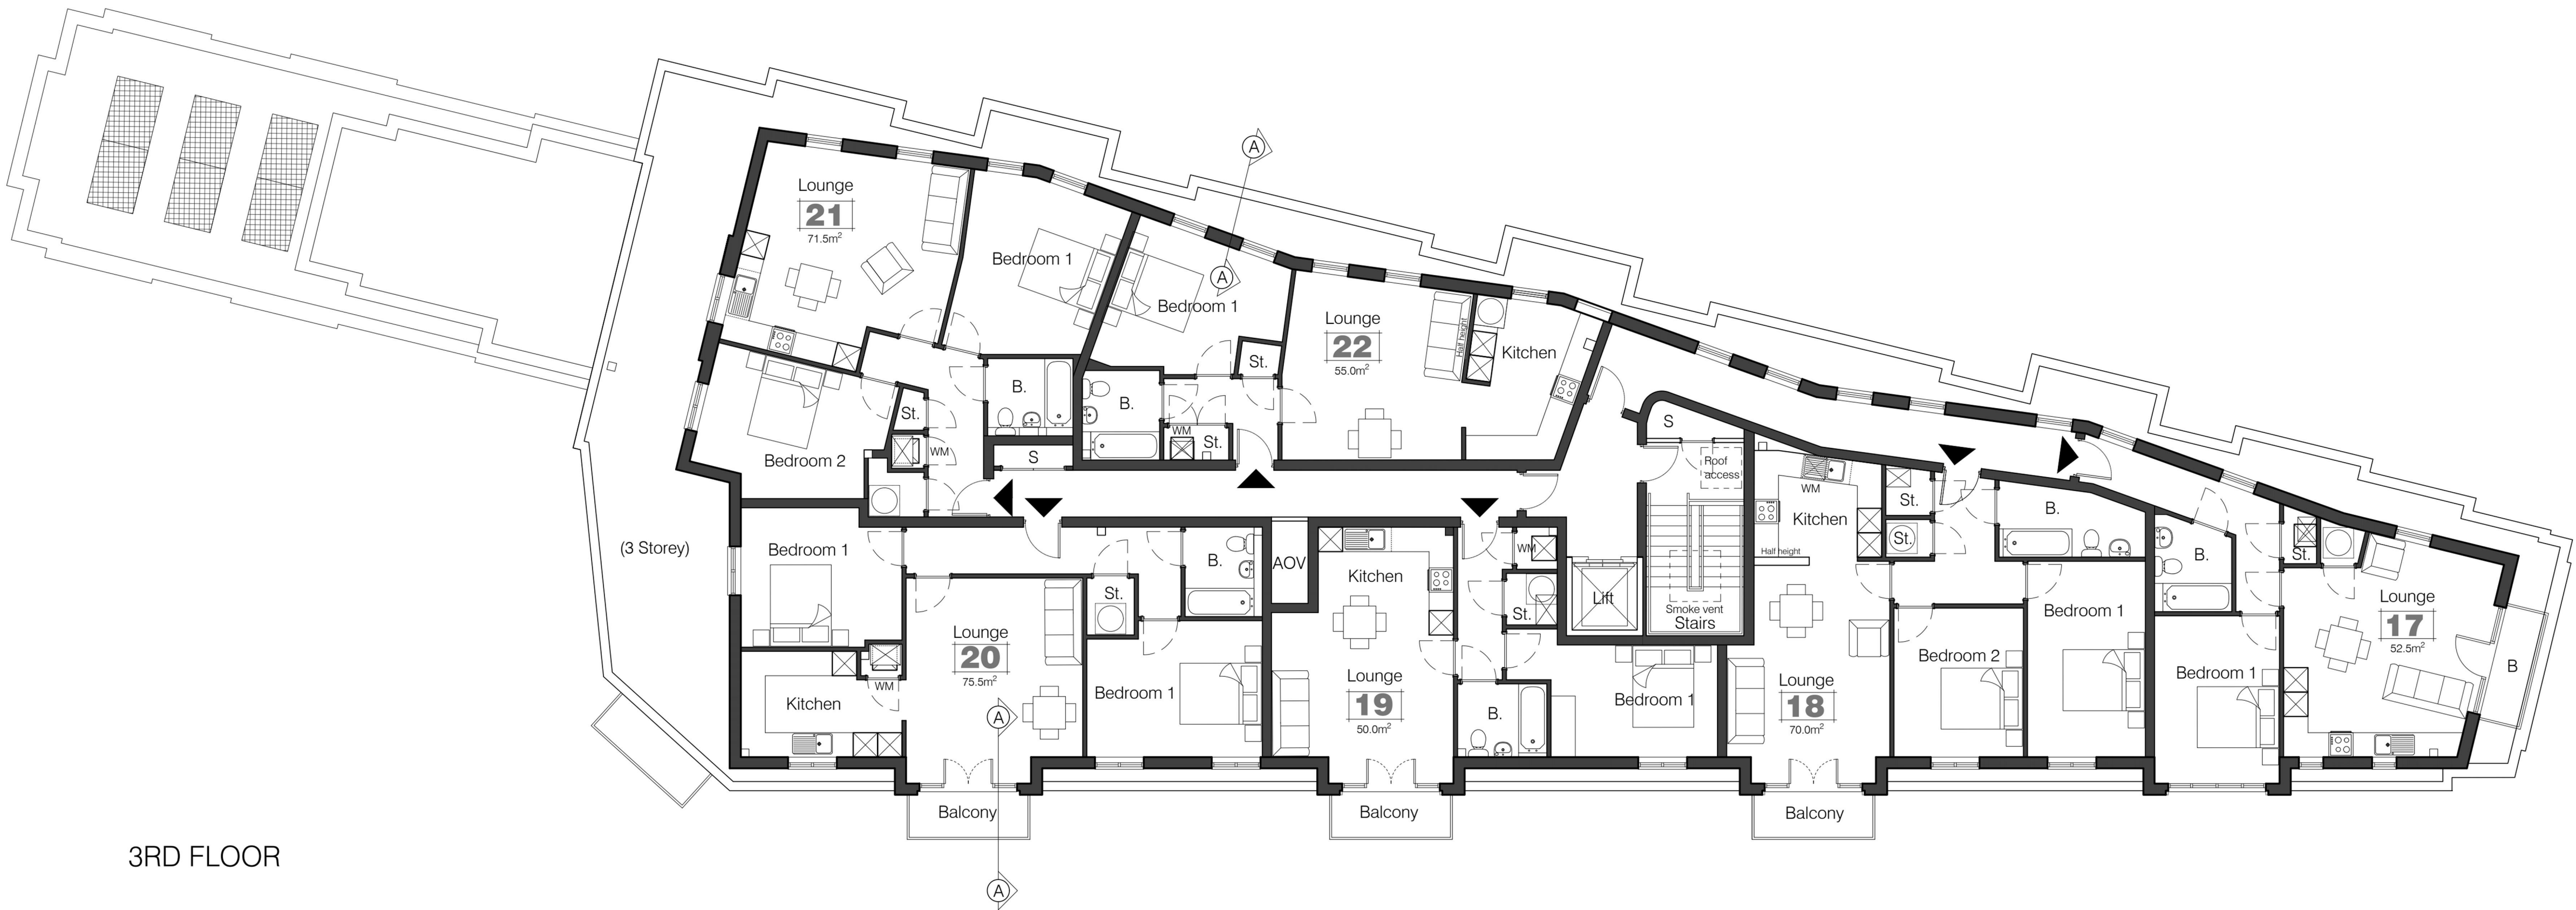 A
Lounge
21
71.5m²
Bedroom 1
A
Bedroom 1
Lounge
22
55.0m²
Half height
Kitchen
St.
B.
B.
St.
WM
St.
WM
Bedroom 2
S
S
Roof
access
WM
Kitchen
Half height
St.
St.
B.
B.
St.
(3 Storey)
Bedroom 1
B.
AOV
Kitchen
WM
St.
Lift
Smoke vent
Stairs
St.
Lounge
20
75.5m²
Bedroom 1
WM
Kitchen
A
Lounge
19
50.0m²
B.
Bedroom 1
Lounge
18
70.0m²
Bedroom 2
Bedroom 1
Bedroom 1
Lounge
17
52.5m²
B
Balcony
Balcony
Balcony
3RD FLOOR
A